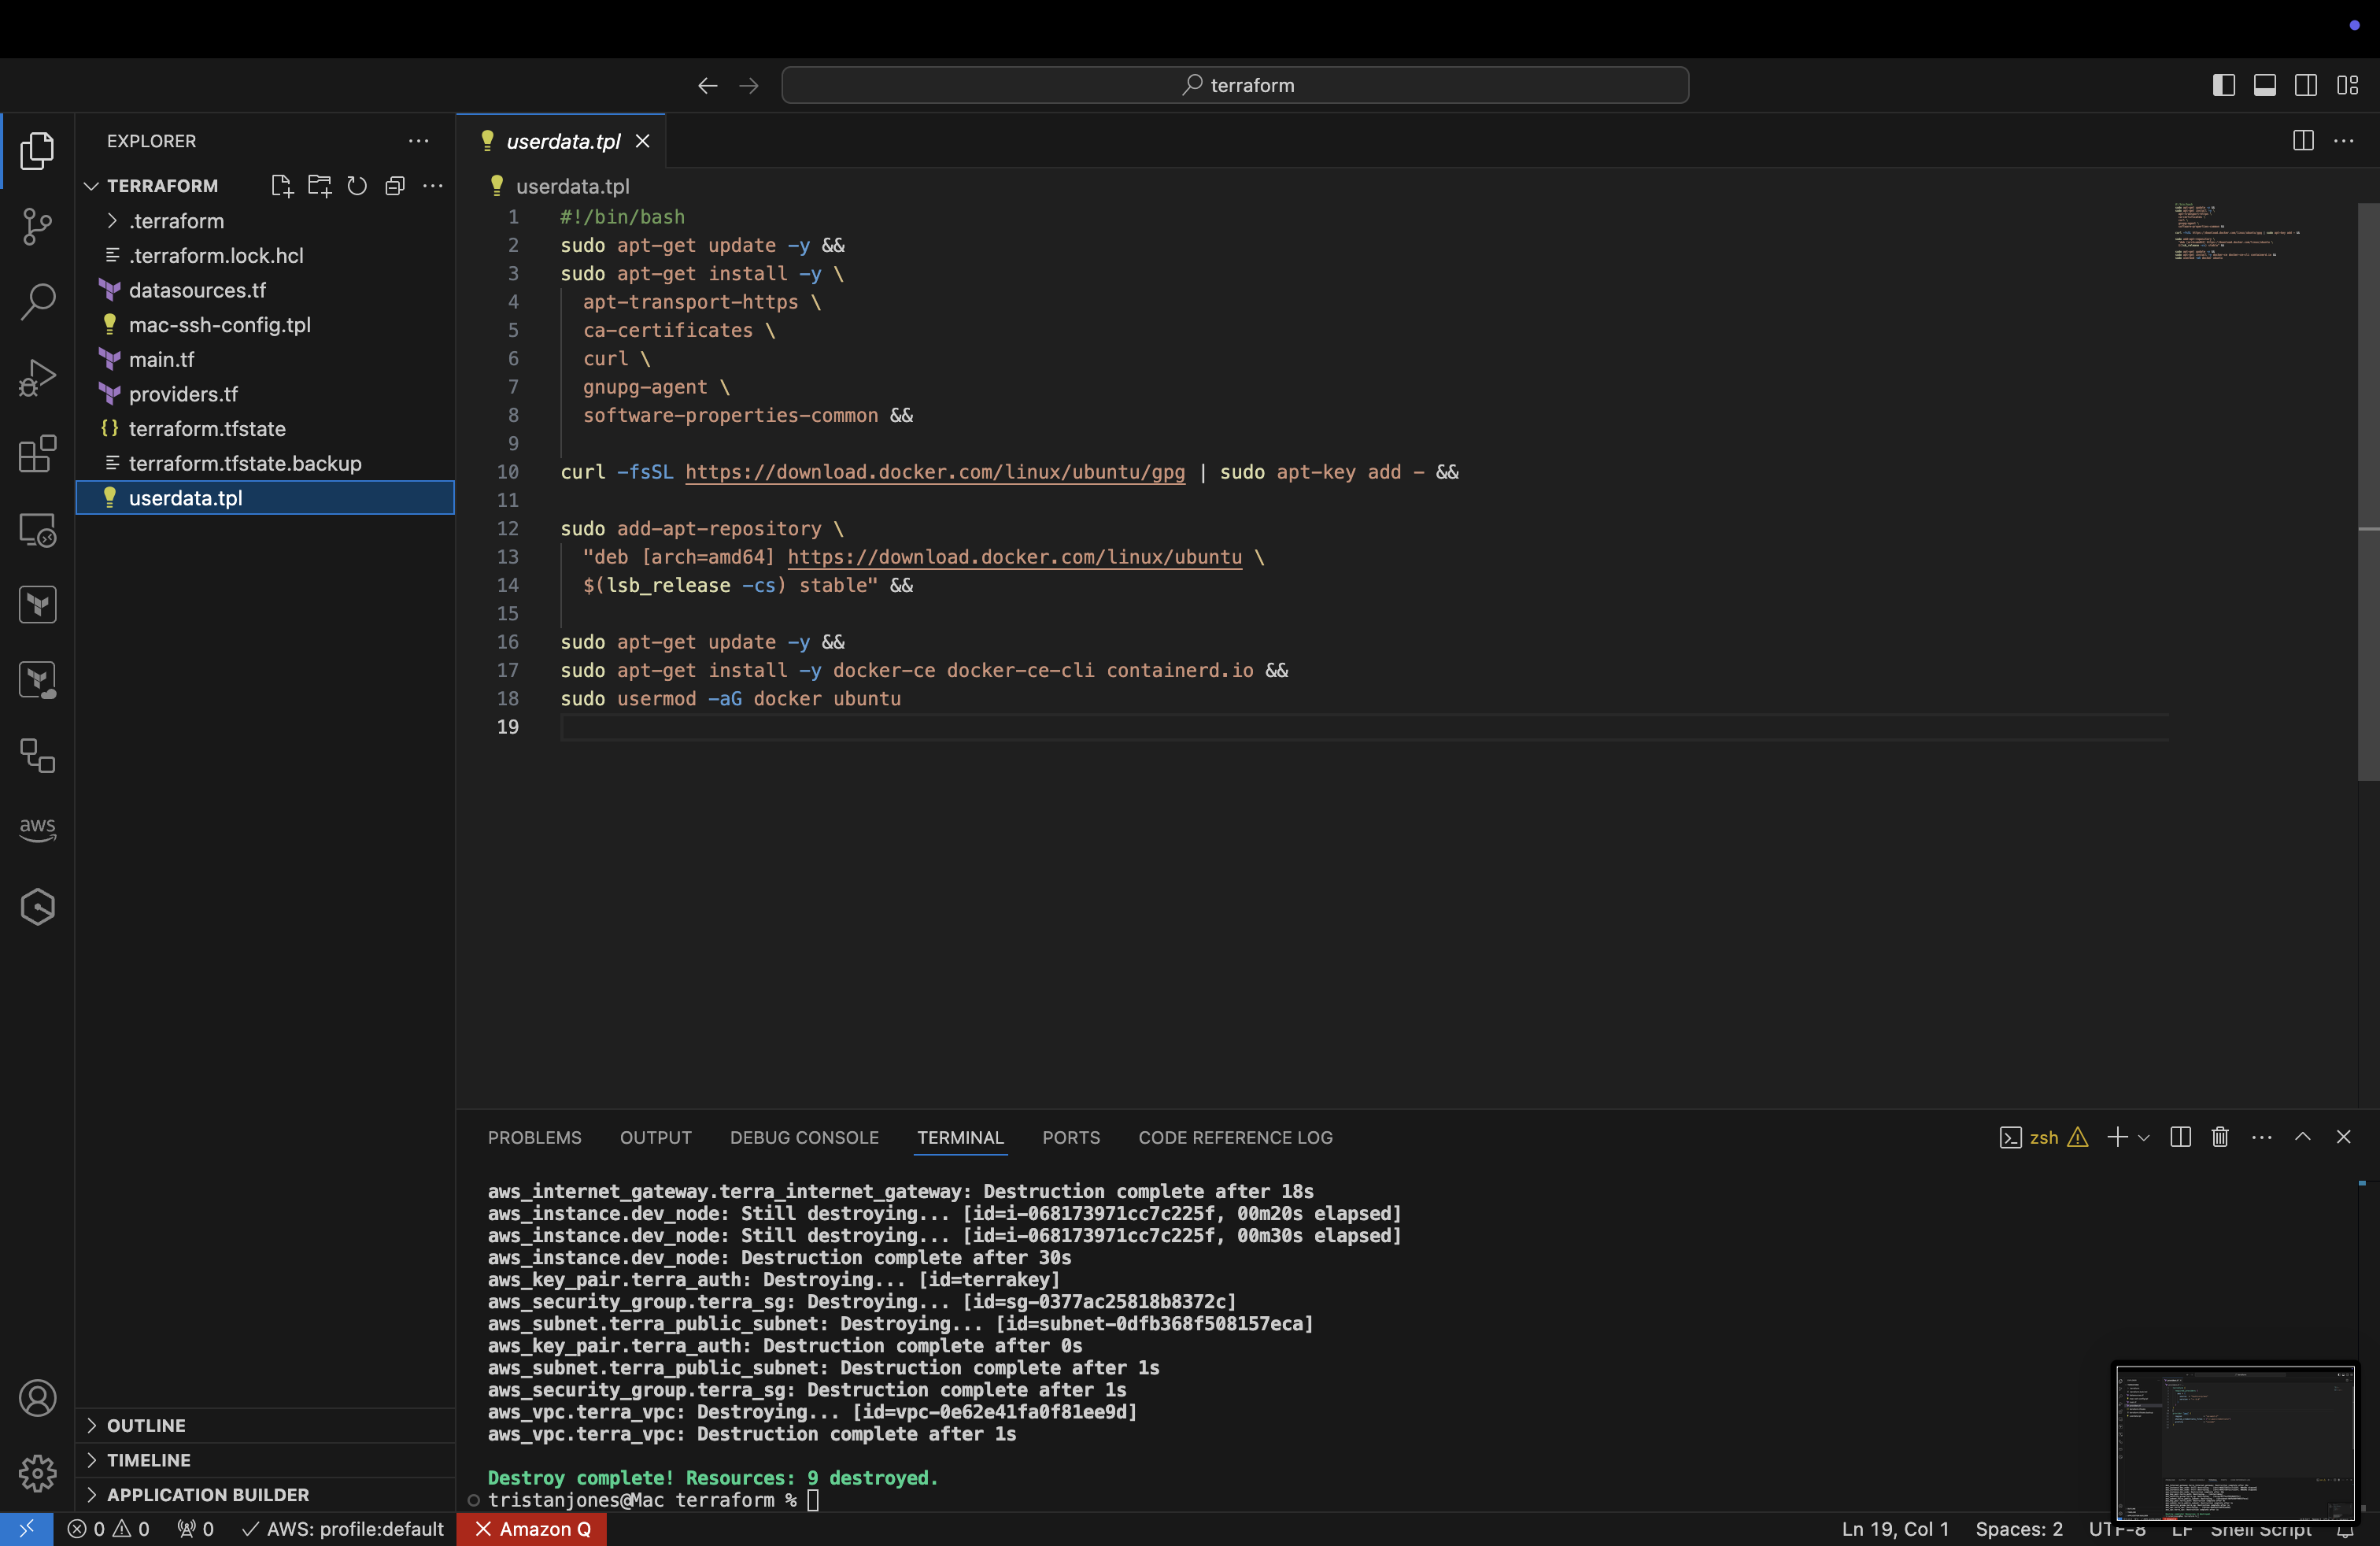 terraform
EXPLORER
TERRAFORM
.terraform
.terraform.lock.hcl
datasources.tf
mac-ssh-config.tpl
main.tf
providers.tf
terraform.tfstate
terraform.tfstate.backup
userdata.tpl
aws
OUTLINE
TIMELINE
APPLICATION BUILDER
userdata.tpl
userdata.tpl
1 #!/bin/bash
2 sudo apt-get update -y &&
3 sudo apt-get install -y \
4 apt-transport-https \
5 ca-certificates \
6 curl \
7 gnupg-agent \
8 software-properties-common &&
9
10 curl -fsSL https://download.docker.com/linux/ubuntu/gpg | sudo apt-key add - &&
11
12 sudo add-apt-repository \
13 "deb [arch=amd64] https://download.docker.com/linux/ubuntu \
14 $(lsb_release -cs) stable" &&
15
16 sudo apt-get update -y &&
17 sudo apt-get install -y docker-ce docker-ce-cli containerd.io &&
18 sudo usermod -aG docker ubuntu
19
PROBLEMS OUTPUT DEBUG CONSOLE TERMINAL PORTS CODE REFERENCE LOG
zsh
aws_internet_gateway.terra_internet_gateway: Destruction complete after 18s
aws_instance.dev_node: Still destroying... [id=i-068173971cc7c225f, 00m20s elapsed]
aws_instance.dev_node: Still destroying... [id=i-068173971cc7c225f, 00m30s elapsed]
aws_instance.dev_node: Destruction complete after 30s
aws_key_pair.terra_auth: Destroying... [id=terrakey]
aws_security_group.terra_sg: Destroying... [id=sg-0377ac25818b8372c]
aws_subnet.terra_public_subnet: Destroying... [id=subnet-0dfb368f508157eca]
aws_key_pair.terra_auth: Destruction complete after 0s
aws_subnet.terra_public_subnet: Destruction complete after 1s
aws_security_group.terra_sg: Destruction complete after 1s
aws_vpc.terra_vpc: Destroying... [id=vpc-0e62e41fa0f81ee9d]
aws_vpc.terra_vpc: Destruction complete after 1s
Destroy complete! Resources: 9 destroyed.
tristanjones@Mac terraform %
0 0 0 AWS: profile:default Amazon Q Ln 19, Col 1 Spaces: 2 UTF-8 LF Shell Script